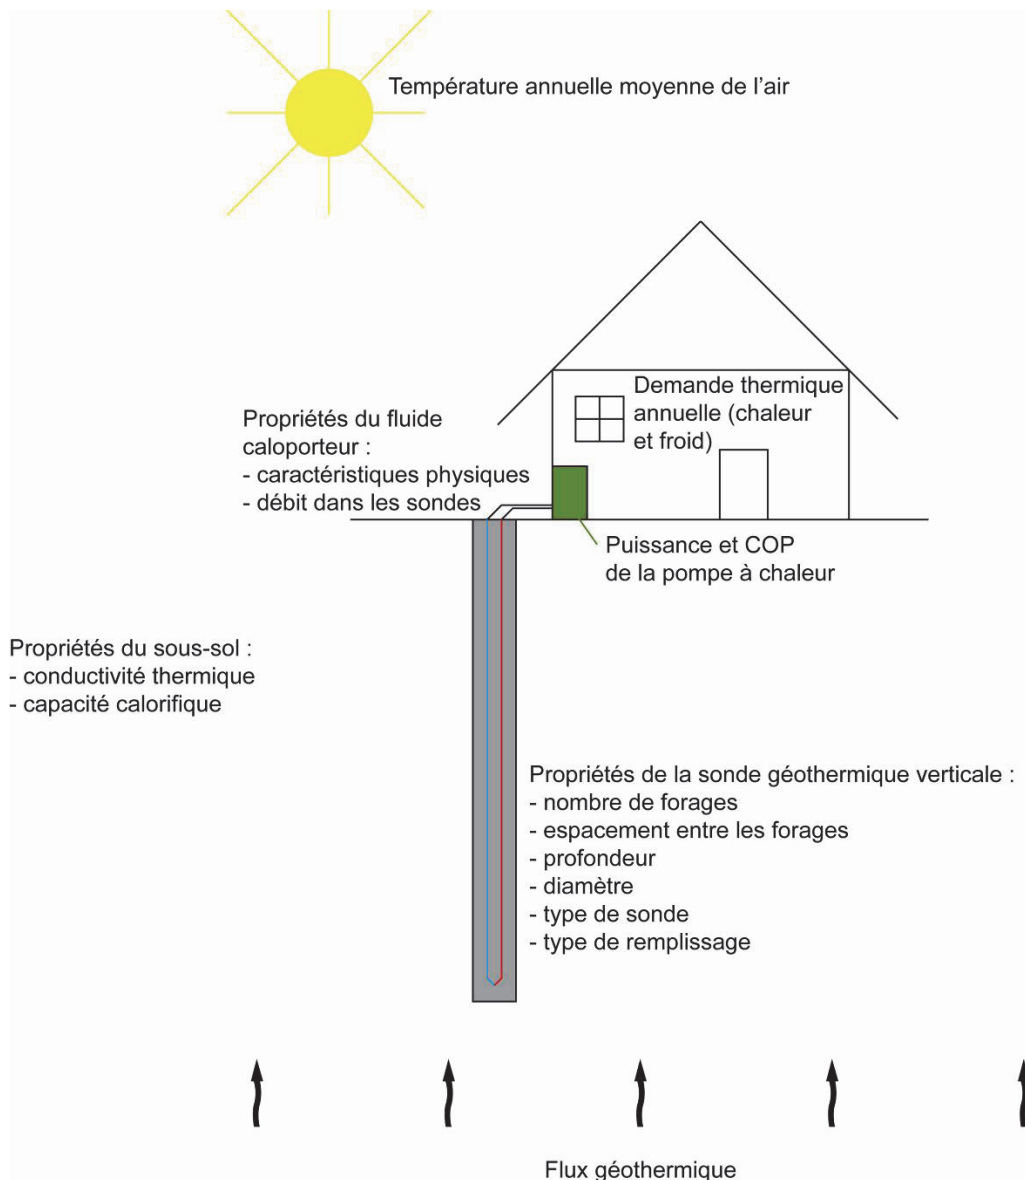 Température annuelle moyenne de l'air
Demande thermique
annuelle (chaleur
et froid)
Propriétés du fluide
caloporteur :
- caractéristiques physiques
- débit dans les sondes
Puissance et COP
de la pompe à chaleur
Propriétés du sous-sol :
- conductivité thermique
- capacité calorifique
Propriétés de la sonde géothermique verticale :
- nombre de forages
- espacement entre les forages
- profondeur
- diamètre
- type de sonde
- type de remplissage
Flux géothermique